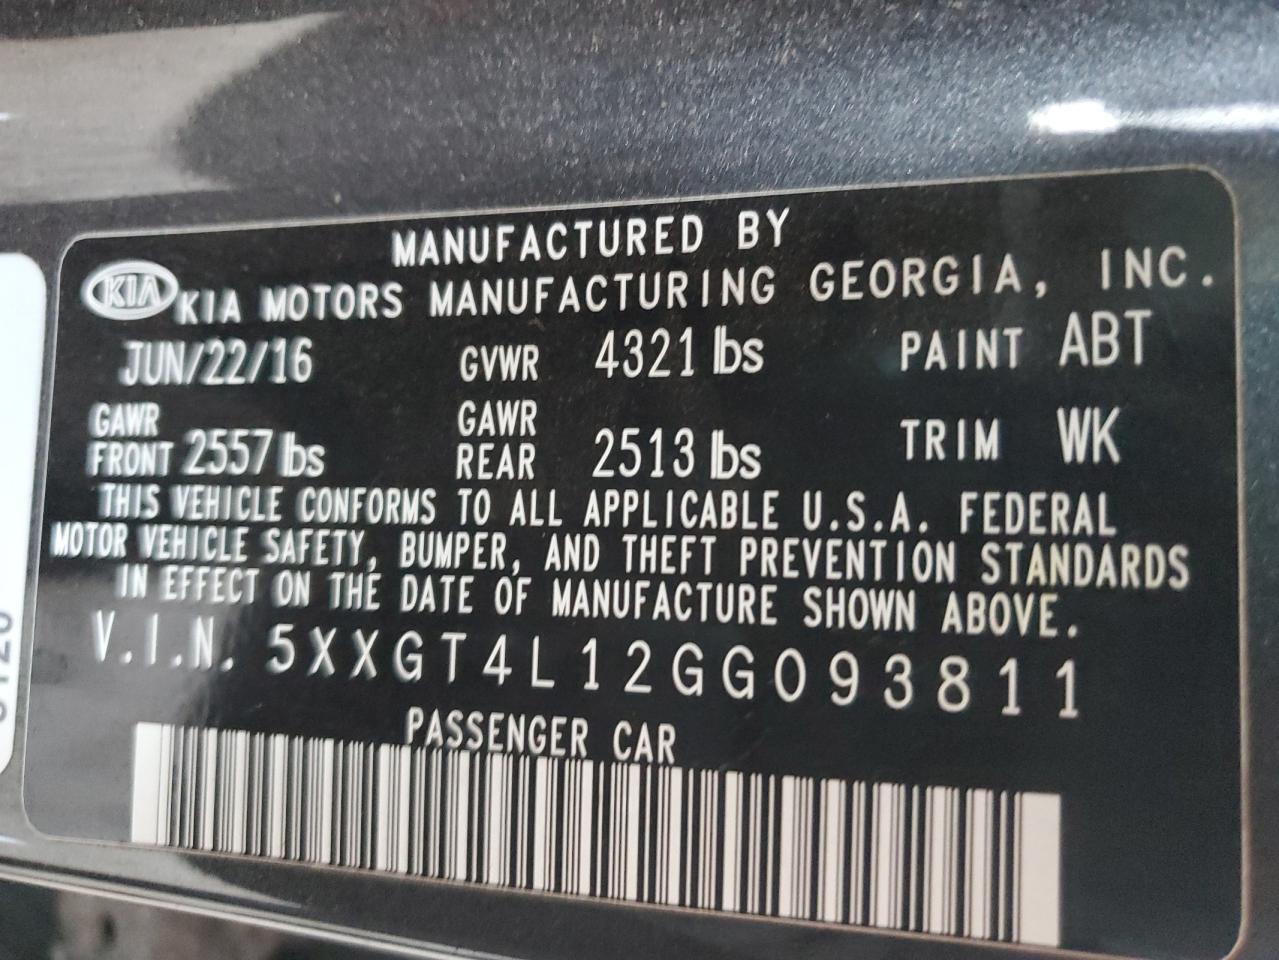 MANUFACTURED BY
KIA KIA MOTORS MANUFACTURING GEORGIA, INC.
JUN/22/16 GVWR 4321 lbs PAINT ABT
GAWR FRONT 2557 lbs GAWR REAR 2513 lbs TRIM WK
THIS VEHICLE CONFORMS TO ALL APPLICABLE U.S.A. FEDERAL
MOTOR VEHICLE SAFETY, BUMPER, AND THEFT PREVENTION STANDARDS
IN EFFECT ON THE DATE OF MANUFACTURE SHOWN ABOVE.
V.I.N. 5XXGT4L12GG093811
PASSENGER CAR